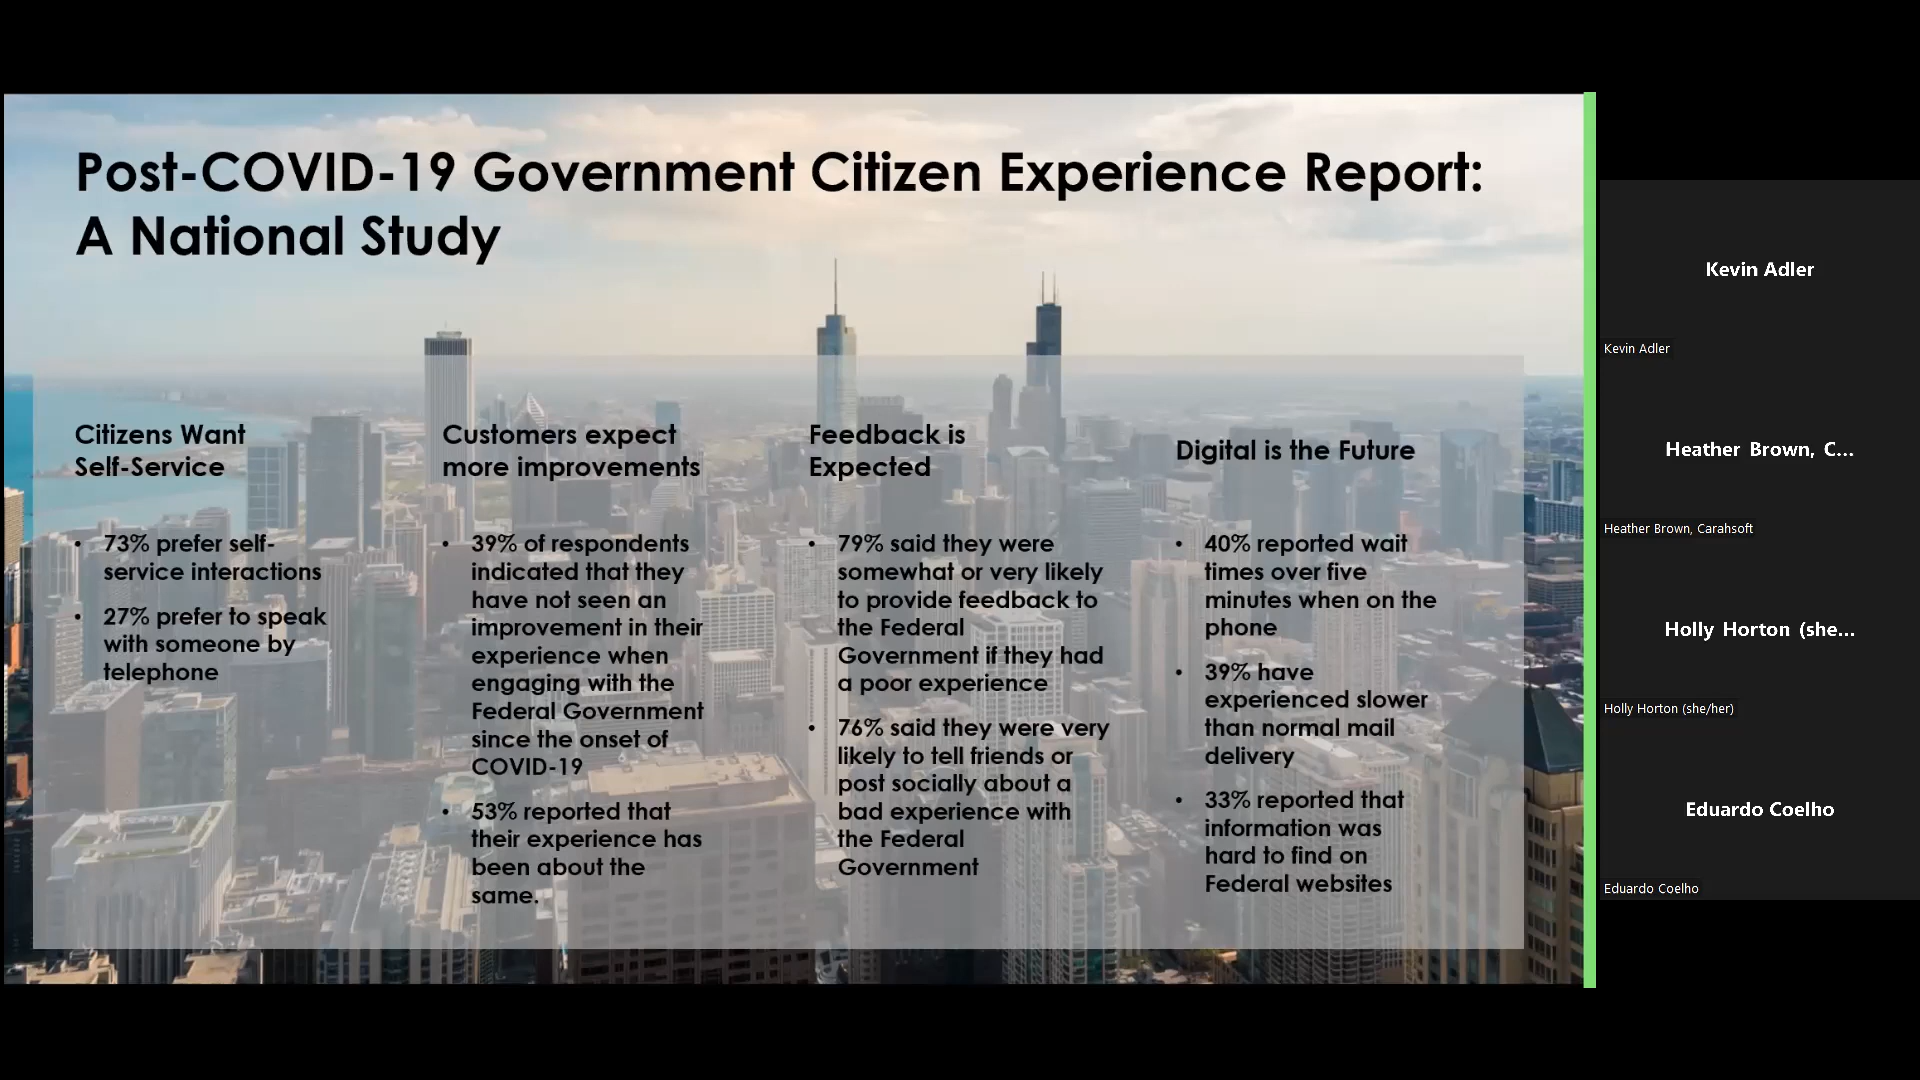 Post-COVID-19 Government Citizen Experience Report:
A National Study
Citizens Want
Self-Service
• 73% prefer self-
service interactions
• 27% prefer to speak
with someone by
telephone
Customers expect
more improvements
• 39% of respondents
indicated that they
have not seen an
improvement in their
experience when
engaging with the
Federal Government
since the onset of
COVID-19
• 53% reported that
their experience has
been about the
same.
Feedback is
Expected
• 79% said they were
somewhat or very likely
to provide feedback to
the Federal
Government if they had
a poor experience
• 76% said they were very
likely to tell friends or
post socially about a
bad experience with
the Federal
Government
Digital is the Future
• 40% reported wait
times over five
minutes when on the
phone
• 39% have
experienced slower
than normal mail
delivery
• 33% reported that
information was
hard to find on
Federal websites
Kevin Adler
Kevin Adler
Heather Brown, C...
Heather Brown, Carahsoft
Holly Horton (she...
Holly Horton (she/her)
Eduardo Coelho
Eduardo Coelho